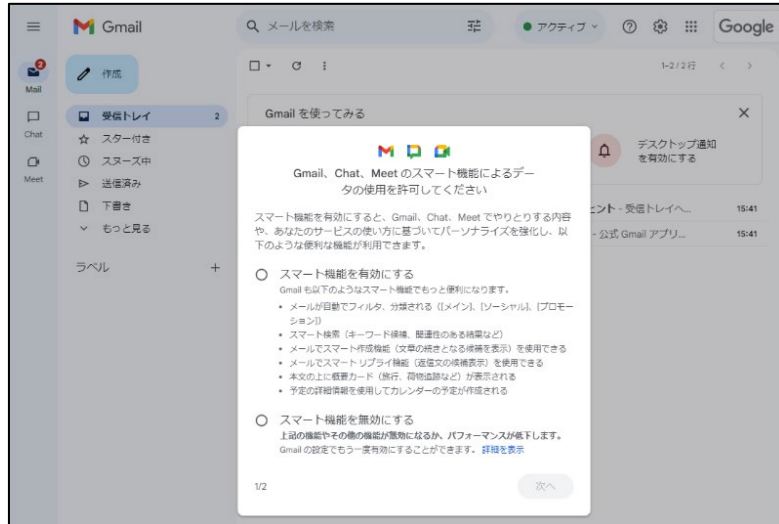 Gmail
メールを検索
アクティブ
Google
2
Mail
Chat
Meet
作成
受信トレイ 2
スター付き
スヌーズ中
送信済み
下書き
もっと見る
ラベル +
1-2 / 2 行
Gmail を使ってみる
デスクトップ通知
を有効にする
ヒント - 受信トレイへ... 15:41
- 公式 Gmail アプリ... 15:41
Gmail、Chat、Meet のスマート機能によるデー
タの使用を許可してください
スマート機能を有効にすると、Gmail、Chat、Meet でやりとりする内容
や、あなたのサービスの使い方に基づいてパーソナライズを強化し、以
下のような便利な機能が利用できます。
スマート機能を有効にする
Gmail も以下のようなスマート機能でもっと便利になります。
• メールが自動でフィルタ、分類される（[メイン]、[ソーシャル]、[プロモー
ション]）
• スマート検索（キーワード候補、関連性のある結果など）
• メールでスマート作成機能（文章の続きとなる候補を表示）を使用できる
• メールでスマート リプライ機能（返信文の候補表示）を使用できる
• 本文の上に概要カード（旅行、荷物追跡など）が表示される
• 予定の詳細情報を使用してカレンダーの予定が作成される
スマート機能を無効にする
上記の機能やその他の機能が無効になるか、パフォーマンスが低下します。
Gmail の設定でもう一度有効にすることができます。 詳細を表示
1/2
次へ